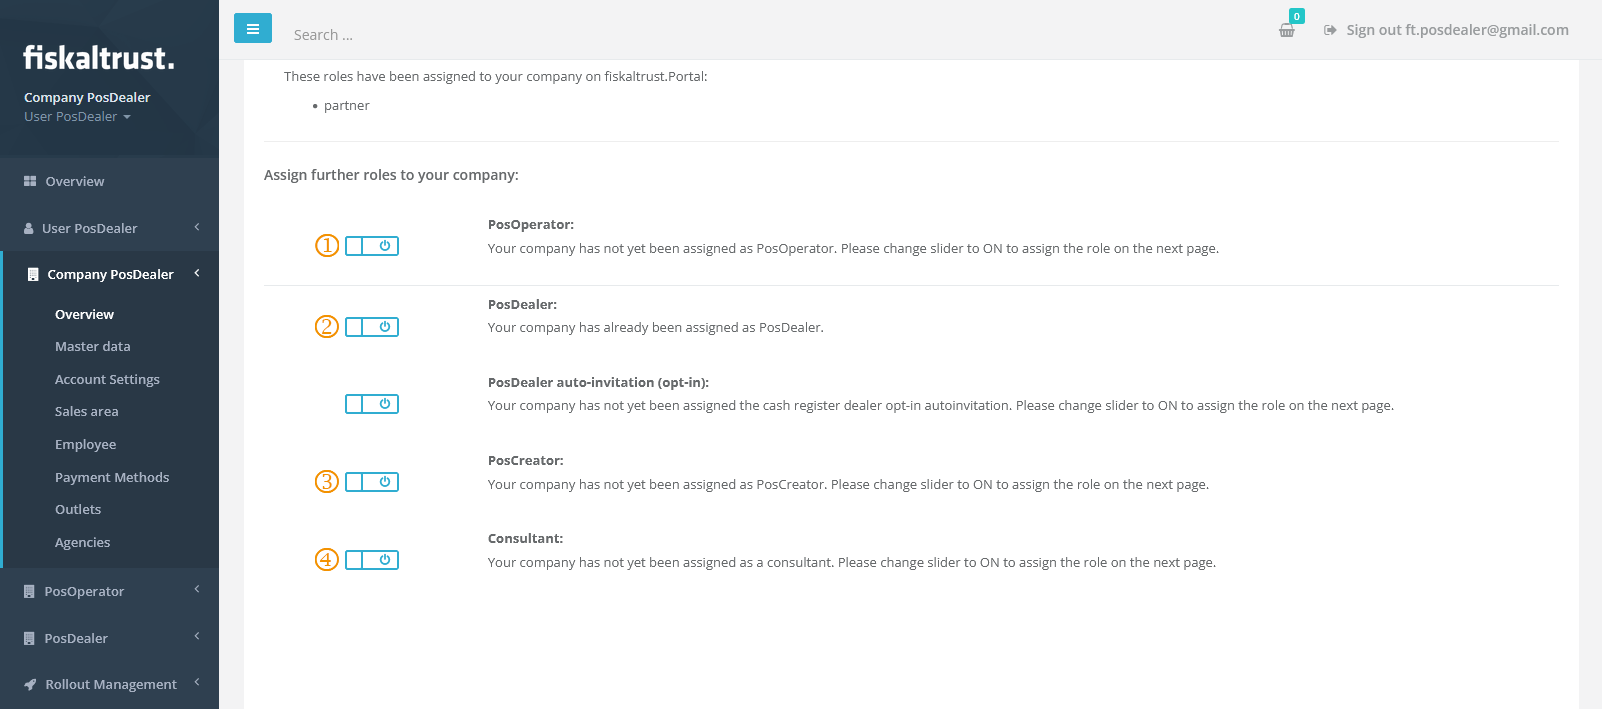 fiskaltrust.
Company PosDealer
User PosDealer
Overview
User PosDealer
Company PosDealer
Overview
Master data
Account Settings
Sales area
Employee
Payment Methods
Outlets
Agencies
PosOperator
PosDealer
Rollout Management
Search ...
0
Sign out ft.posdealer@gmail.com
These roles have been assigned to your company on fiskaltrust.Portal:
• partner
Assign further roles to your company:
① PosOperator:
Your company has not yet been assigned as PosOperator. Please change slider to ON to assign the role on the next page.
② PosDealer:
Your company has already been assigned as PosDealer.
PosDealer auto-invitation (opt-in):
Your company has not yet been assigned the cash register dealer opt-in autoinvitation. Please change slider to ON to assign the role on the next page.
③ PosCreator:
Your company has not yet been assigned as PosCreator. Please change slider to ON to assign the role on the next page.
④ Consultant:
Your company has not yet been assigned as a consultant. Please change slider to ON to assign the role on the next page.